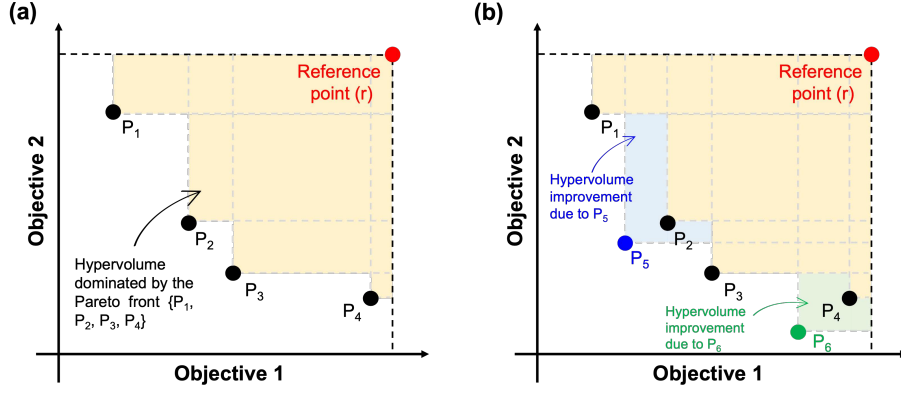 (a)
Reference
point (r)
P1
P2
P3
P4
Hypervolume
dominated by the
Pareto front {P1,
P2, P3, P4}
Objective 2
Objective 1
(b)
Reference
point (r)
P1
Hypervolume
improvement
due to P5
P2
P5
P3
Hypervolume
improvement
due to P6
P4
P6
Objective 2
Objective 1